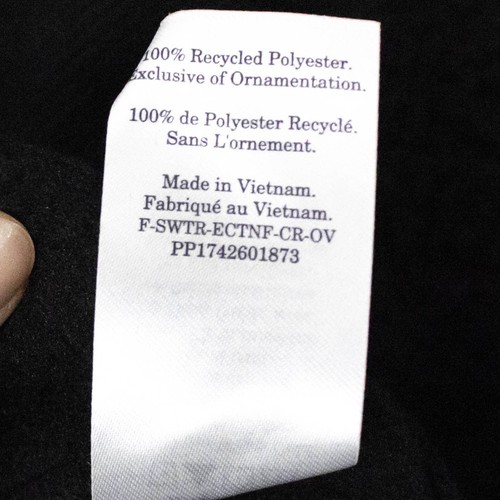 100% Recycled Polyester.
Exclusive of Ornamentation.
100% de Polyester Recyclé.
Sans L'ornement.
Made in Vietnam.
Fabriqué au Vietnam.
F-SWTR-ECTNF-CR-OV
PP1742601873